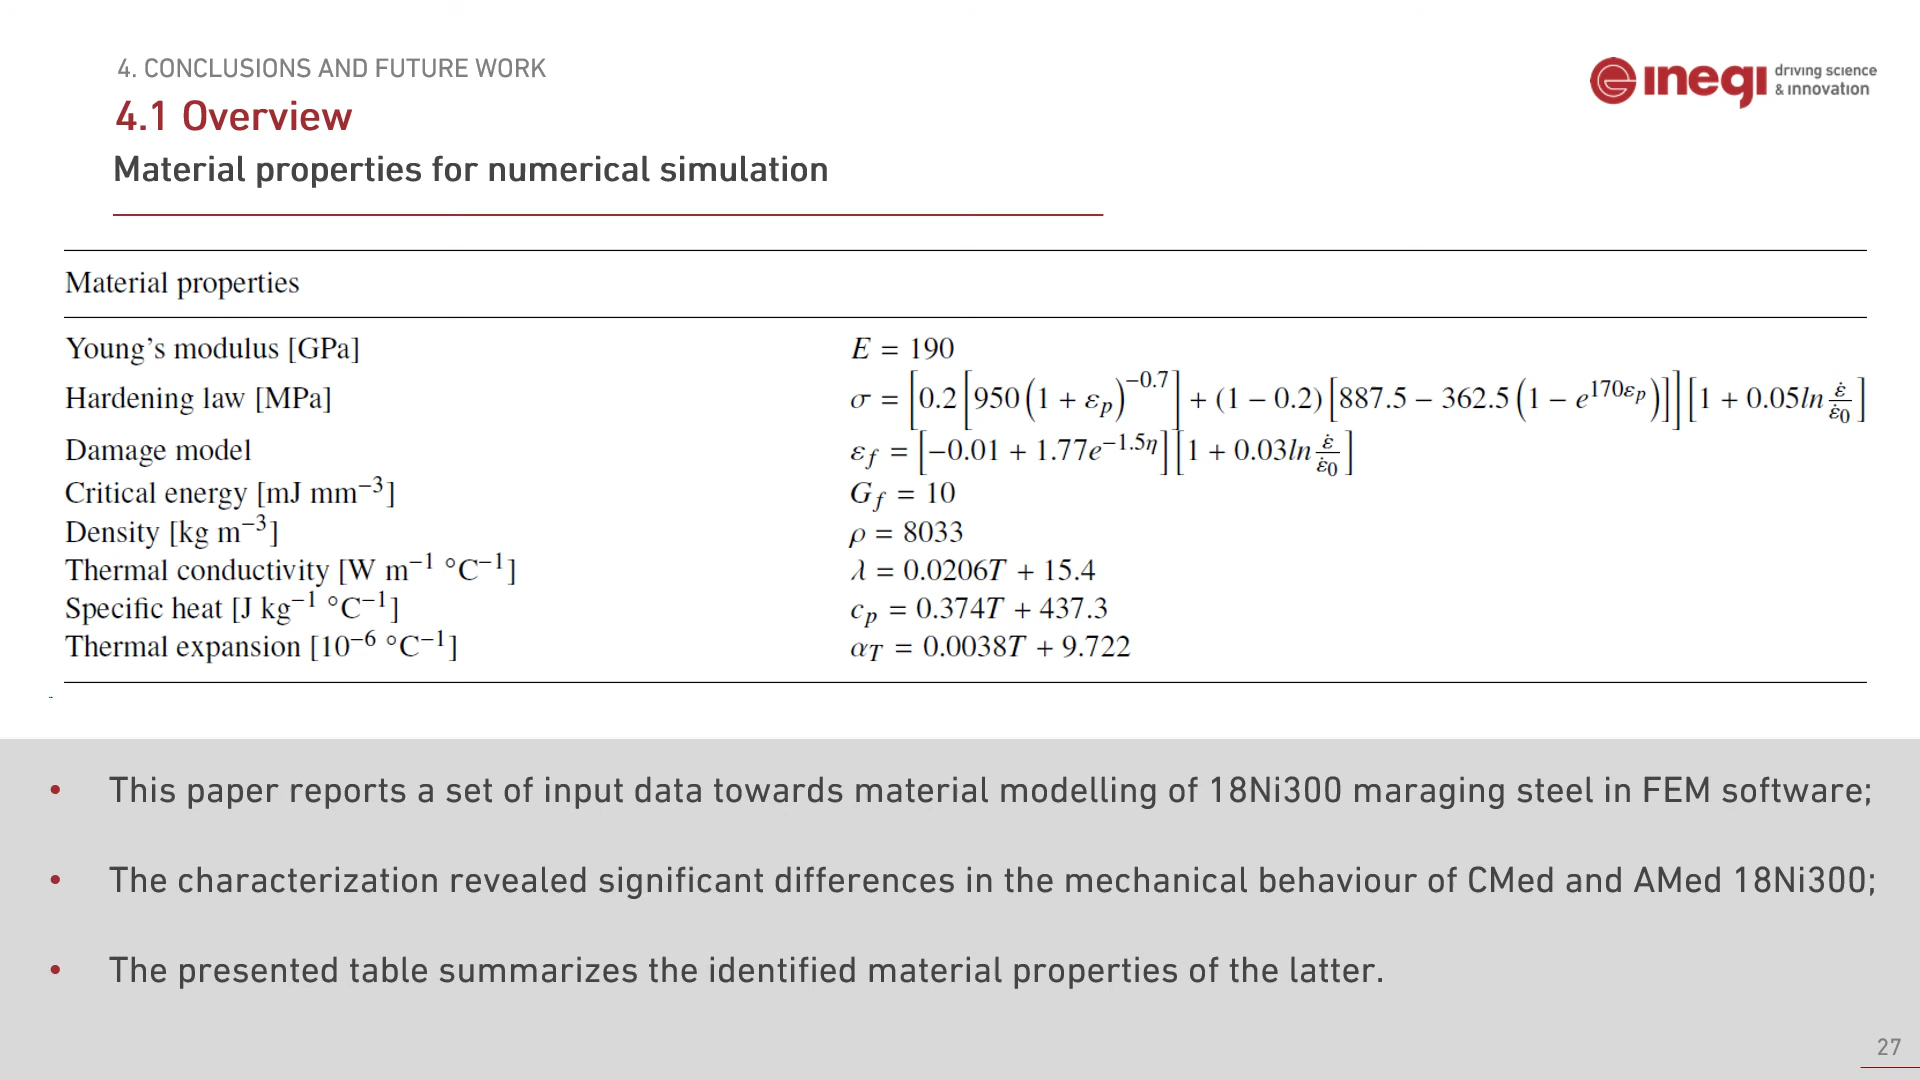 4. CONCLUSIONS AND FUTURE WORK
4.1 Overview
Material properties for numerical simulation
ineqi driving science
& innovation
Material properties
Young's modulus [GPa] E = 190
Hardening law [MPa] σ = [0.2[950(1 + εp)^−0.7] + (1 − 0.2)[887.5 − 362.5(1 − e^170εp)]][1 + 0.05ln ε̇/ε̇0]
Damage model εf = [−0.01 + 1.77e^−1.5η][1 + 0.03ln ε̇/ε̇0]
Critical energy [mJ mm⁻³] Gf = 10
Density [kg m⁻³] ρ = 8033
Thermal conductivity [W m⁻¹ °C⁻¹] λ = 0.0206T + 15.4
Specific heat [J kg⁻¹ °C⁻¹] cp = 0.374T + 437.3
Thermal expansion [10⁻⁶ °C⁻¹] αT = 0.0038T + 9.722
• This paper reports a set of input data towards material modelling of 18Ni300 maraging steel in FEM software;
• The characterization revealed significant differences in the mechanical behaviour of CMed and AMed 18Ni300;
• The presented table summarizes the identified material properties of the latter.
27